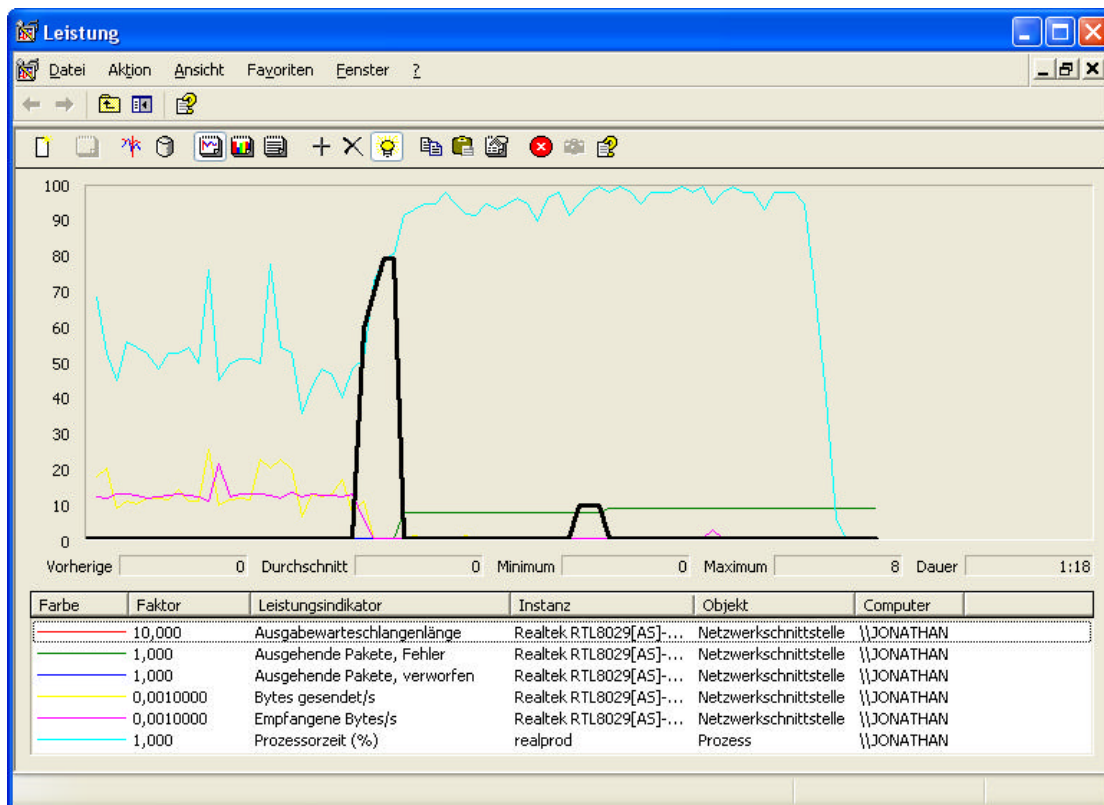 Leistung
Datei Aktion Ansicht Favoriten Fenster ?
100
90
80
70
60
50
40
30
20
10
0
Vorherige 0 Durchschnitt 0 Minimum 0 Maximum 8 Dauer 1:18
Farbe Faktor Leistungsindikator Instanz Objekt Computer
10,000 Ausgabewarteschlangenlänge Realtek RTL8029[AS]-... Netzwerkschnittstelle \\JONATHAN
1,000 Ausgehende Pakete, Fehler Realtek RTL8029[AS]-... Netzwerkschnittstelle \\JONATHAN
1,000 Ausgehende Pakete, verworfen Realtek RTL8029[AS]-... Netzwerkschnittstelle \\JONATHAN
0,0010000 Bytes gesendet/s Realtek RTL8029[AS]-... Netzwerkschnittstelle \\JONATHAN
0,0010000 Empfangene Bytes/s Realtek RTL8029[AS]-... Netzwerkschnittstelle \\JONATHAN
1,000 Prozessorzeit (%) realprod Prozess \\JONATHAN